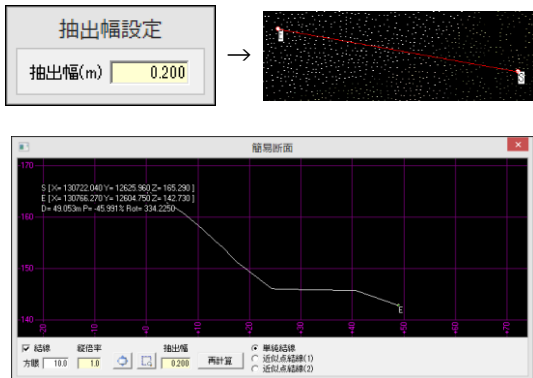 抽出幅設定
抽出幅(m) 0.200
→
E
S
簡易断面
170
S [X= 130722.040 Y= 12625.960 Z= 165.290 ]
E [X= 130766.270 Y= 12604.750 Z= 142.730 ]
D= 49.053m P= -45.991% Rot= 334.2250
160
150
140
E
-20 -10 +0 +10 +20 +30 +40 +50 +60 +70
結線 縦倍率 抽出幅 単純結線
方眼 10.0 1.0 0.200 再計算 近似点結線(1)
近似点結線(2)